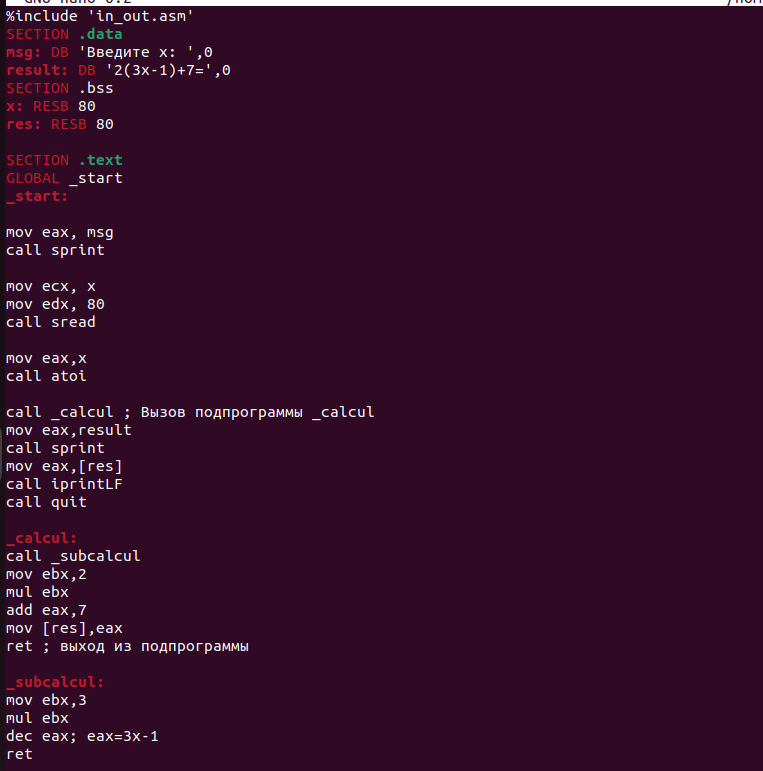 %include 'in_out.asm'
SECTION .data
msg: DB 'Введите x: ',0
result: DB '2(3x-1)+7=',0
SECTION .bss
x: RESB 80
res: RESB 80
SECTION .text
GLOBAL _start
_start:
mov eax, msg
call sprint
mov ecx, x
mov edx, 80
call sread
mov eax,x
call atoi
call _calcul ; Вызов подпрограммы _calcul
mov eax,result
call sprint
mov eax,[res]
call iprintLF
call quit
_calcul:
call _subcalcul
mov ebx,2
mul ebx
add eax,7
mov [res],eax
ret ; выход из подпрограммы
_subcalcul:
mov ebx,3
mul ebx
dec eax; eax=3x-1
ret